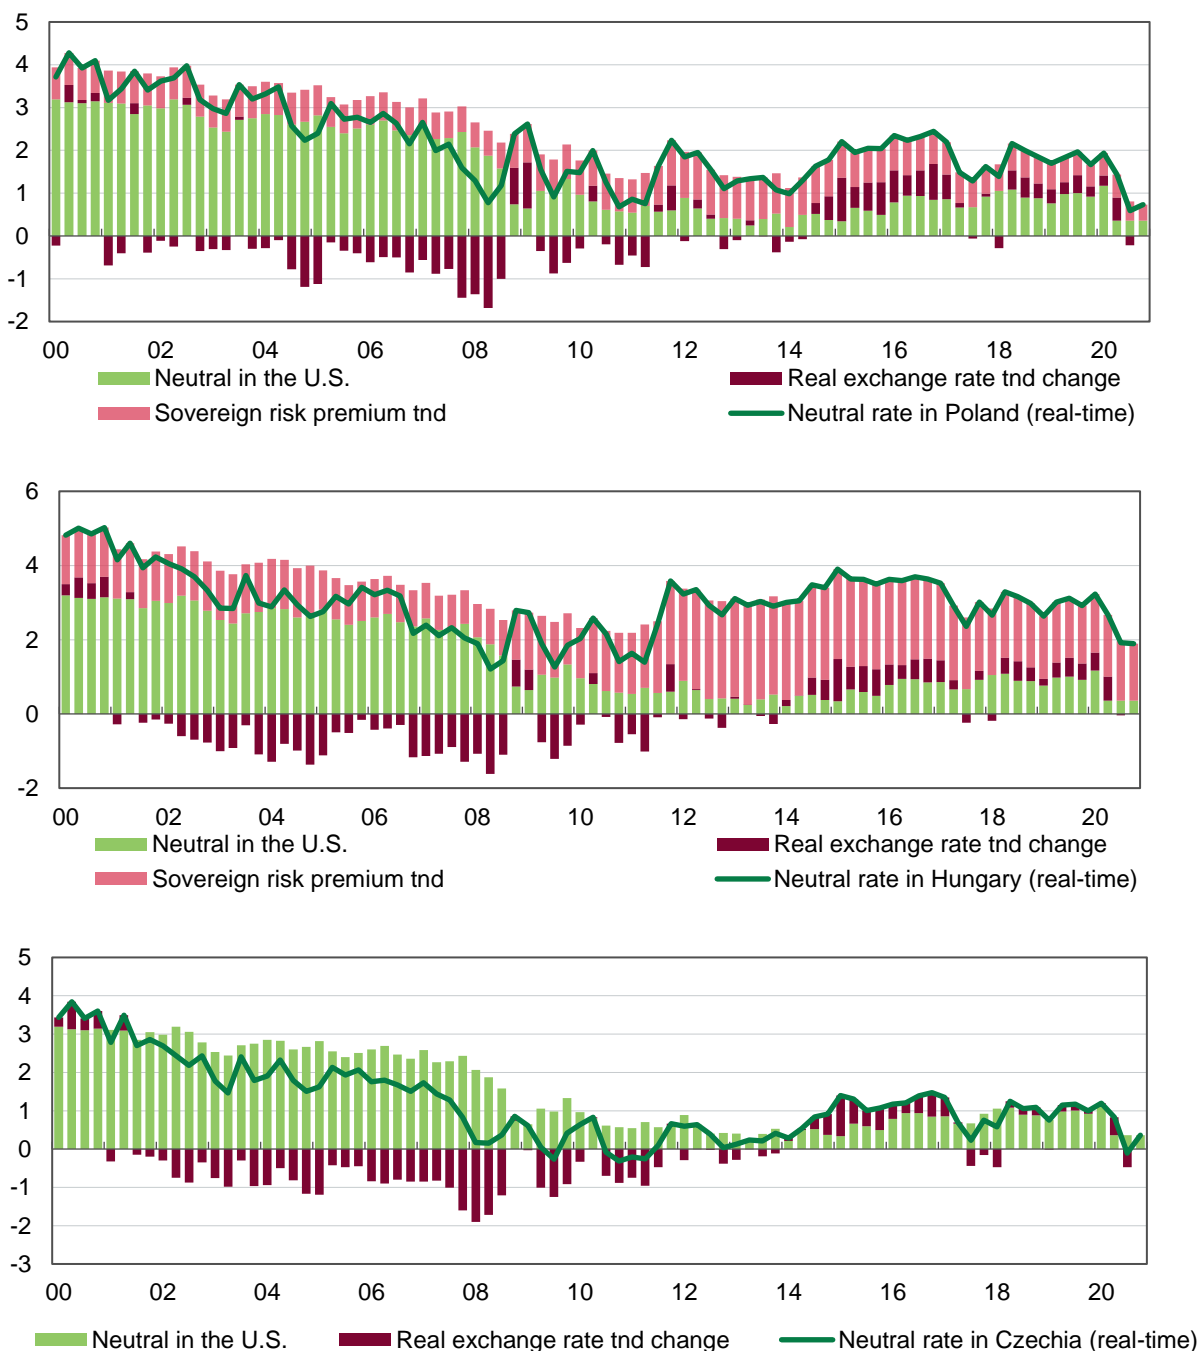 5
4
3
2
1
0
-1
-2
00 02 04 06 08 10 12 14 16 18 20
Neutral in the U.S. Real exchange rate tnd change
Sovereign risk premium tnd Neutral rate in Poland (real-time)
6
4
2
0
-2
00 02 04 06 08 10 12 14 16 18 20
Neutral in the U.S. Real exchange rate tnd change
Sovereign risk premium tnd Neutral rate in Hungary (real-time)
5
4
3
2
1
0
-1
-2
-3
00 02 04 06 08 10 12 14 16 18 20
Neutral in the U.S. Real exchange rate tnd change Neutral rate in Czechia (real-time)